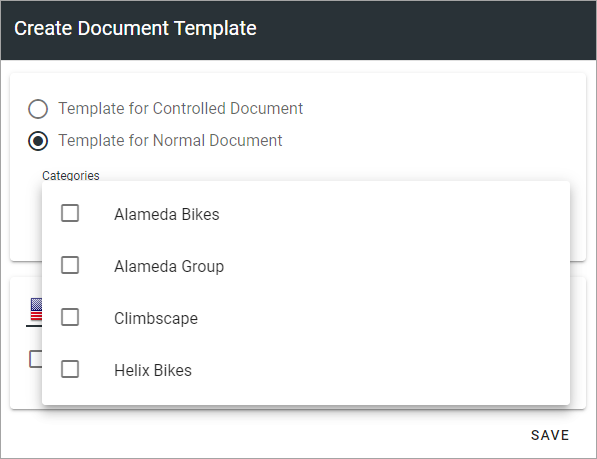 Create Document Template
Template for Controlled Document
Template for Normal Document
Categories
Alameda Bikes
Alameda Group
Climbscape
Helix Bikes
SAVE